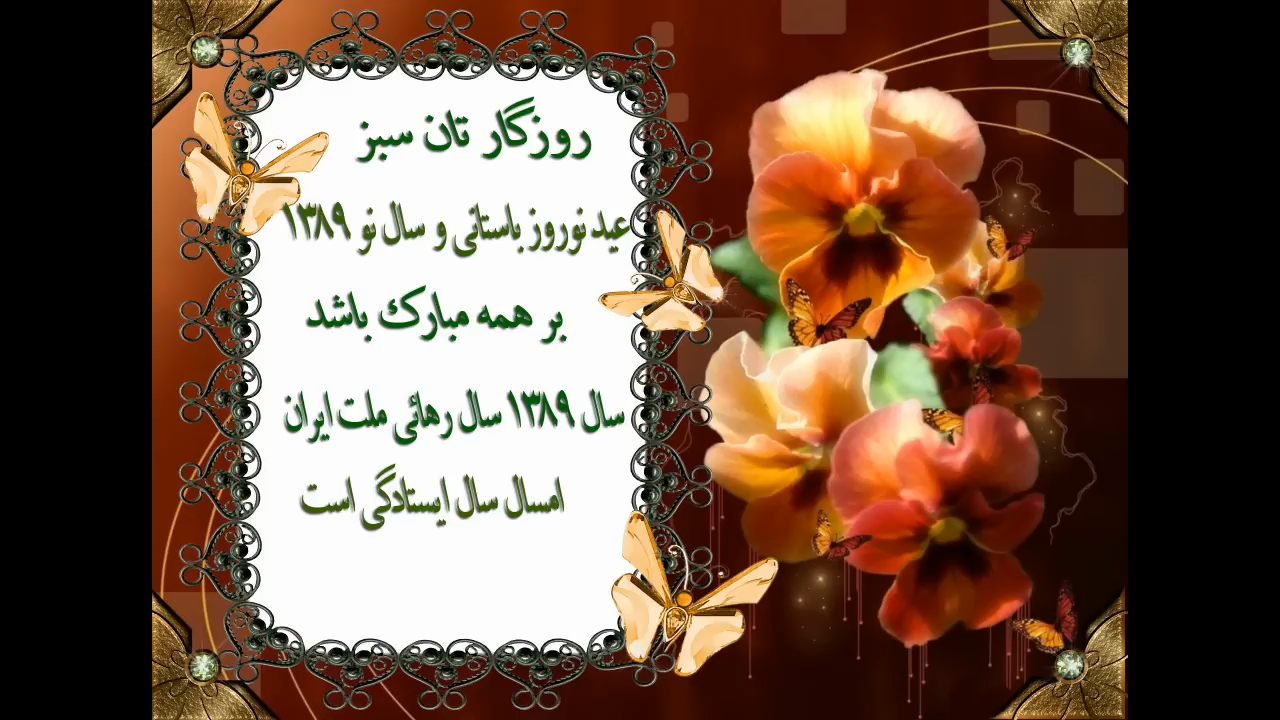 روزگار تان سبز
عید نوروز باستانی و سال نو ۱۳۸۹
بر همه مبارک باشد
سال ۱۳۸۹ سال رهائی ملت ایران
امسال سال ایستادگی است